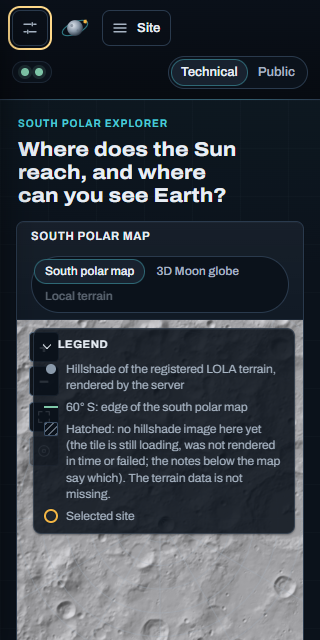 Site
Technical
Public
SOUTH POLAR EXPLORER
Where does the Sun
reach, and where
can you see Earth?
SOUTH POLAR MAP
South polar map
3D Moon globe
Local terrain
LEGEND
Hillshade of the registered LOLA terrain,
rendered by the server
60° S: edge of the south polar map
Hatched: no hillshade image here yet
(the tile is still loading, was not rendered
in time or failed; the notes below the map
say which). The terrain data is not
missing.
Selected site